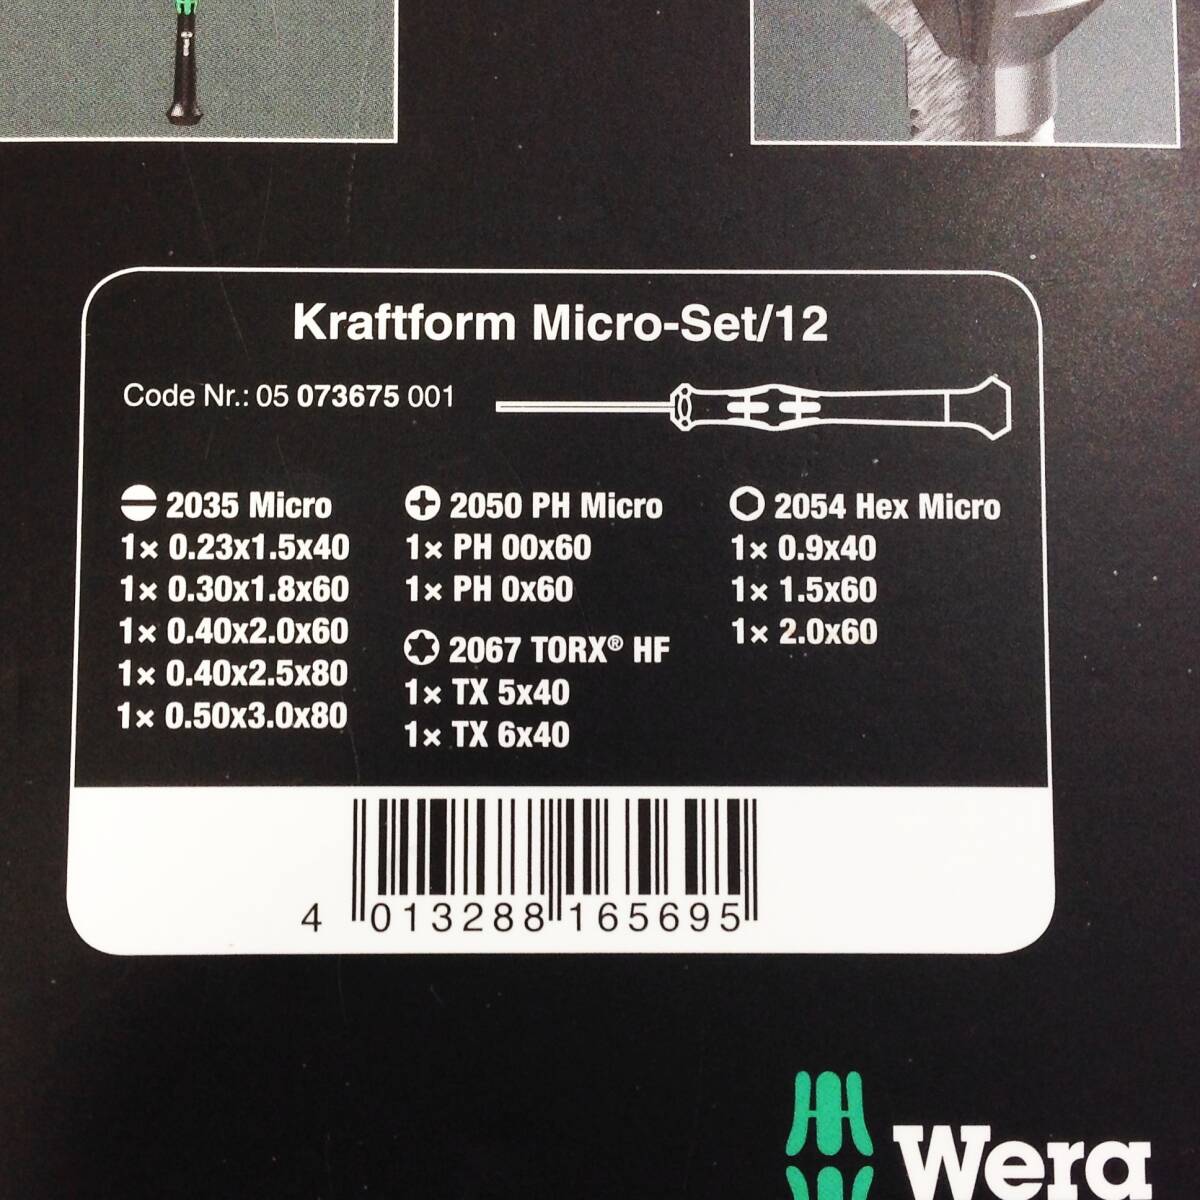 Kraftform Micro-Set/12
Code Nr.: 05 073675 001
2035 Micro
1× 0.23x1.5x40
1× 0.30x1.8x60
1× 0.40x2.0x60
1× 0.40x2.5x80
1× 0.50x3.0x80
2050 PH Micro
1× PH 00x60
1× PH 0x60
2067 TORX® HF
1× TX 5x40
1× TX 6x40
2054 Hex Micro
1× 0.9x40
1× 1.5x60
1× 2.0x60
4 013288 165695
Wera